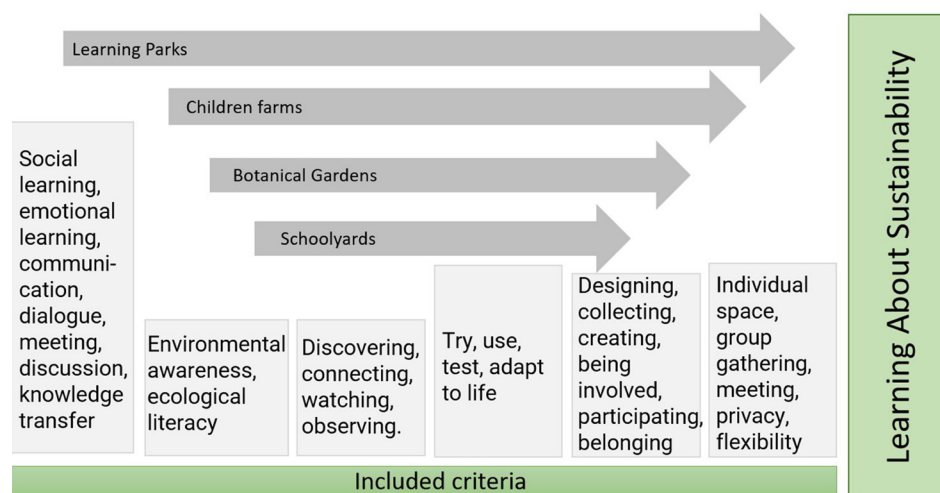 Learning Parks
Children farms
Botanical Gardens
Schoolyards
Social
learning,
emotional
learning,
communi-
cation,
dialogue,
meeting,
discussion,
knowledge
transfer
Environmental
awareness,
ecological
literacy
Discovering,
connecting,
watching,
observing.
Try, use,
test, adapt
to life
Designing,
collecting,
creating,
being
involved,
participating,
belonging
Individual
space,
group
gathering,
meeting,
privacy,
flexibility
Included criteria
Learning About Sustainability